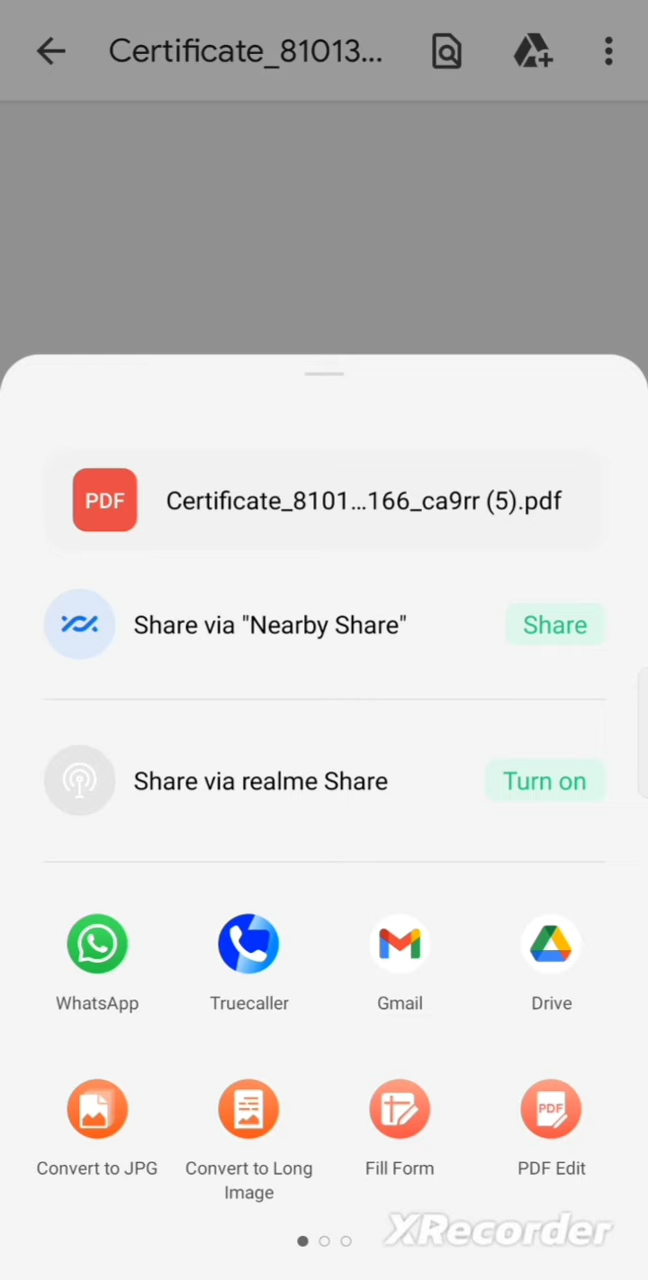 Certificate_81013...
PDF
Certificate_8101...166_ca9rr (5).pdf
Share via "Nearby Share"
Share
Share via realme Share
Turn on
WhatsApp
Truecaller
Gmail
Drive
PDF
Convert to JPG
Convert to Long
Image
Fill Form
PDF Edit
XRecorder